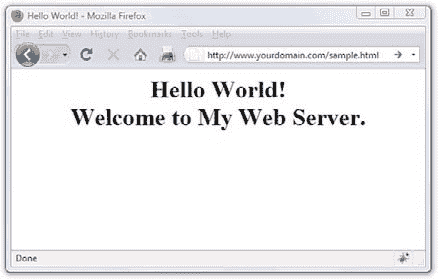 Hello World! - Mozilla Firefox
File Edit View History Bookmarks Tools Help
http://www.yourdomain.com/sample.html
Hello World!
Welcome to My Web Server.
Done